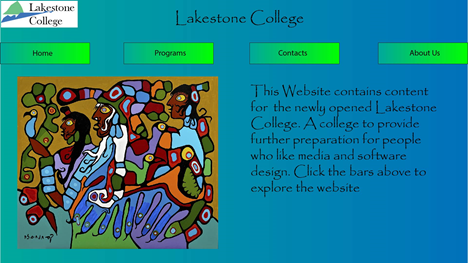 Lakestone
College
Lakestone College
Home
Programs
Contacts
About Us
This Website contains content
for the newly opened Lakestone
College. A college to provide
further preparation for people
who like media and software
design. Click the bars above to
explore the website